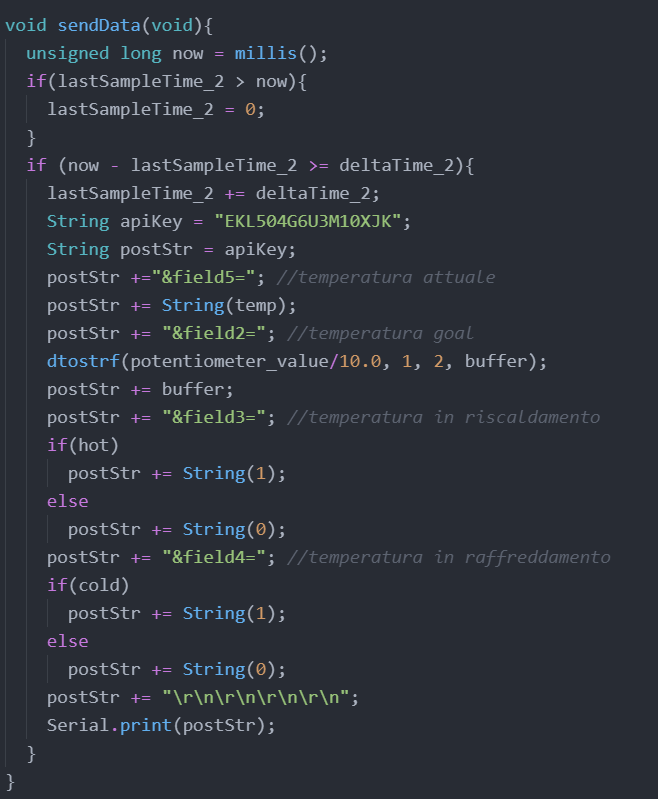 void sendData(void){
  unsigned long now = millis();
  if(lastSampleTime_2 > now){
    lastSampleTime_2 = 0;
  }
  if (now - lastSampleTime_2 >= deltaTime_2){
    lastSampleTime_2 += deltaTime_2;
    String apiKey = "EKL504G6U3M10XJK";
    String postStr = apiKey;
    postStr +="&field5="; //temperatura attuale
    postStr += String(temp);
    postStr += "&field2="; //temperatura goal
    dtostrf(potentiometer_value/10.0, 1, 2, buffer);
    postStr += buffer;
    postStr += "&field3="; //temperatura in riscaldamento
    if(hot)
      postStr += String(1);
    else
      postStr += String(0);
    postStr += "&field4="; //temperatura in raffreddamento
    if(cold)
      postStr += String(1);
    else
      postStr += String(0);
    postStr += "\r\n\r\n\r\n\r\n";
    Serial.print(postStr);
  }
}